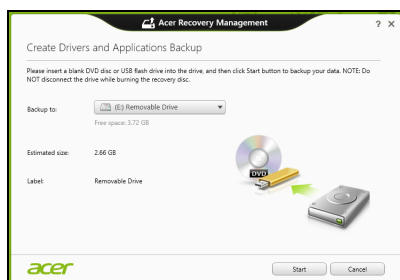 Acer Recovery Management
? X
Create Drivers and Applications Backup
Please insert a blank DVD disc or USB flash drive into the drive, and then click Start button to backup your data. NOTE: Do
NOT disconnect the drive while burning the recovery disc.
Backup to:
(E:) Removable Drive
Free space: 3.72 GB
Estimated size:
2.66 GB
DVD
Label:
Removable Drive
acer
Start
Cancel